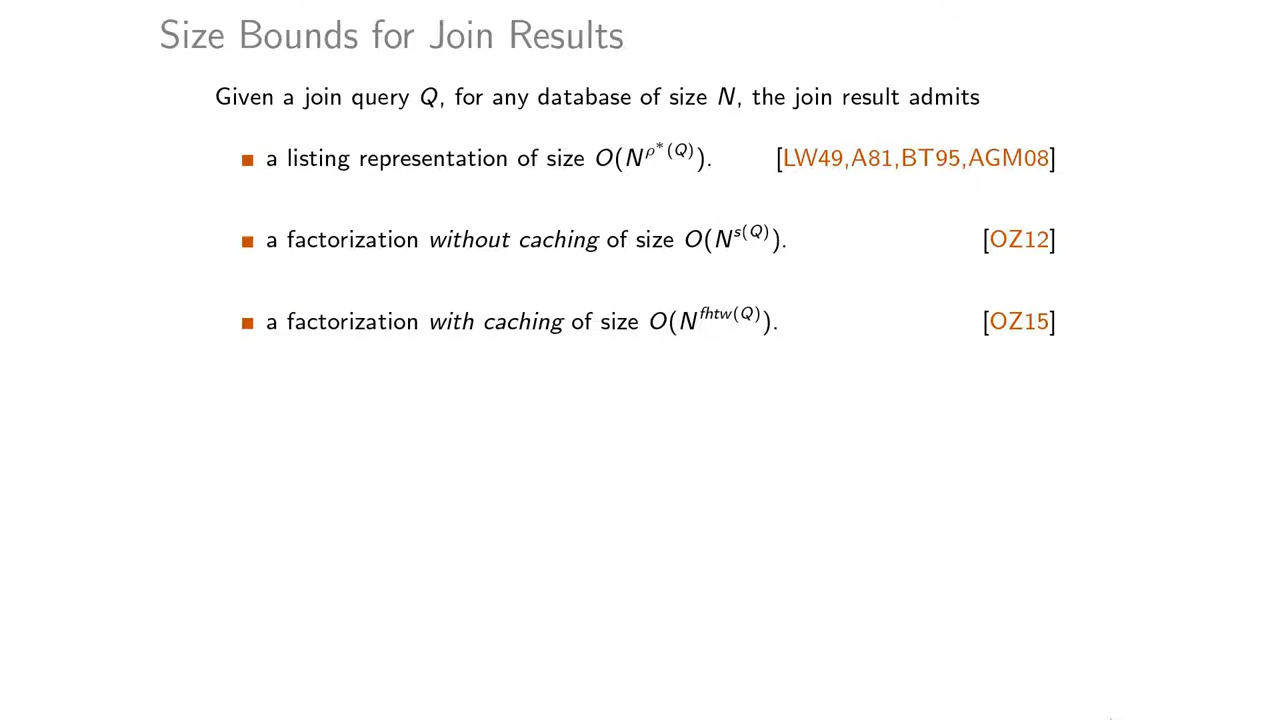 Size Bounds for Join Results
Given a join query Q, for any database of size N, the join result admits
■ a listing representation of size O(N^ρ*(Q)). [LW49,A81,BT95,AGM08]
■ a factorization without caching of size O(N^s(Q)). [OZ12]
■ a factorization with caching of size O(N^fhtw(Q)). [OZ15]